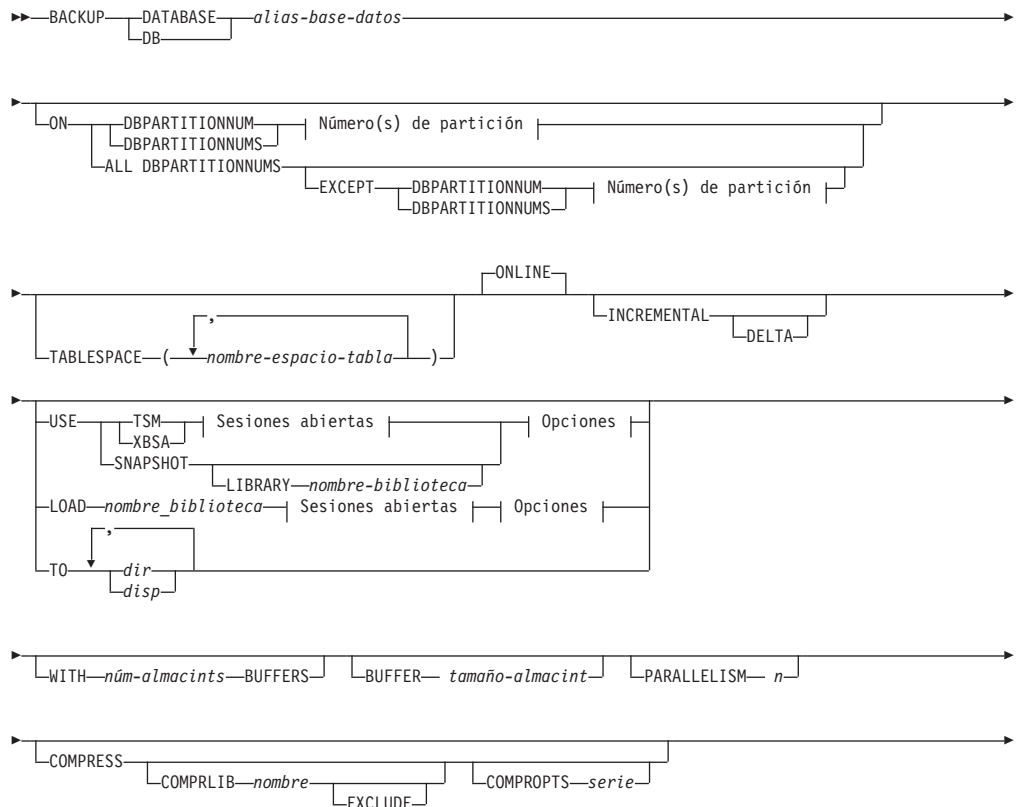 BACKUP DATABASE alias-base-datos
DB
ON DBPARTITIONNUM Número(s) de partición
DBPARTITIONNUMS
ALL DBPARTITIONNUMS
EXCEPT DBPARTITIONNUM Número(s) de partición
DBPARTITIONNUMS
ONLINE
,
INCREMENTAL
DELTA
TABLESPACE ( nombre-espacio-tabla )
USE TSM Sesiones abiertas Opciones
XBSA
SNAPSHOT
LIBRARY nombre-biblioteca
LOAD nombre_biblioteca Sesiones abiertas Opciones
,
TO dir
disp
WITH núm-almacints BUFFERS BUFFER tamaño-almacint PARALLELISM n
COMPRESS
COMPRLIB nombre COMPROPTS serie
EXCLUDE